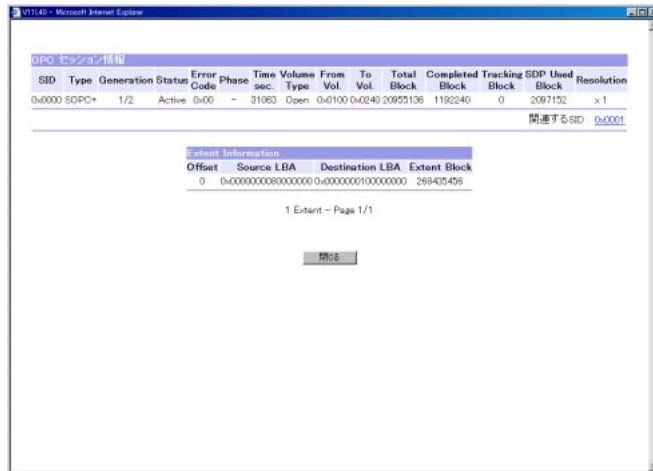 V11L40 - Microsoft Internet Explorer
OPC セッション情報
SID Type Generation Status Error Code Phase Time sec. Volume Type From Vol. To Vol. Total Block Completed Block Tracking Block SDP Used Block Resolution
0x0000 SOPC+ 1/2 Active 0x00 - 31063 Open 0x0100 0x0240 20955136 1192240 0 2097152 x1
関連するSID 0x0001
Extent Information
Offset Source LBA Destination LBA Extent Block
0 0x0000000080000000 0x0000000100000000 268435456
1 Extent - Page 1/1
閉じる